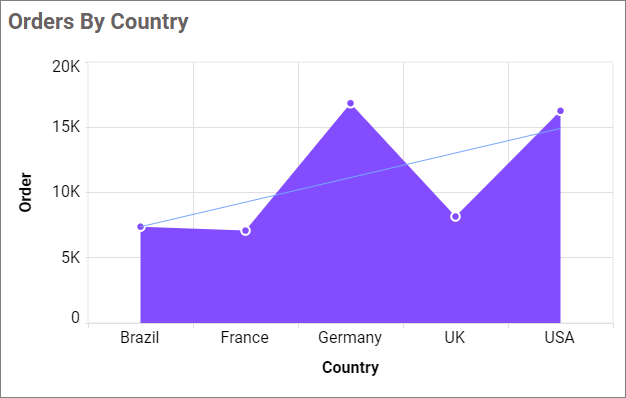 Orders By Country
20K
15K
10K
5K
0
Order
Brazil France Germany UK USA
Country